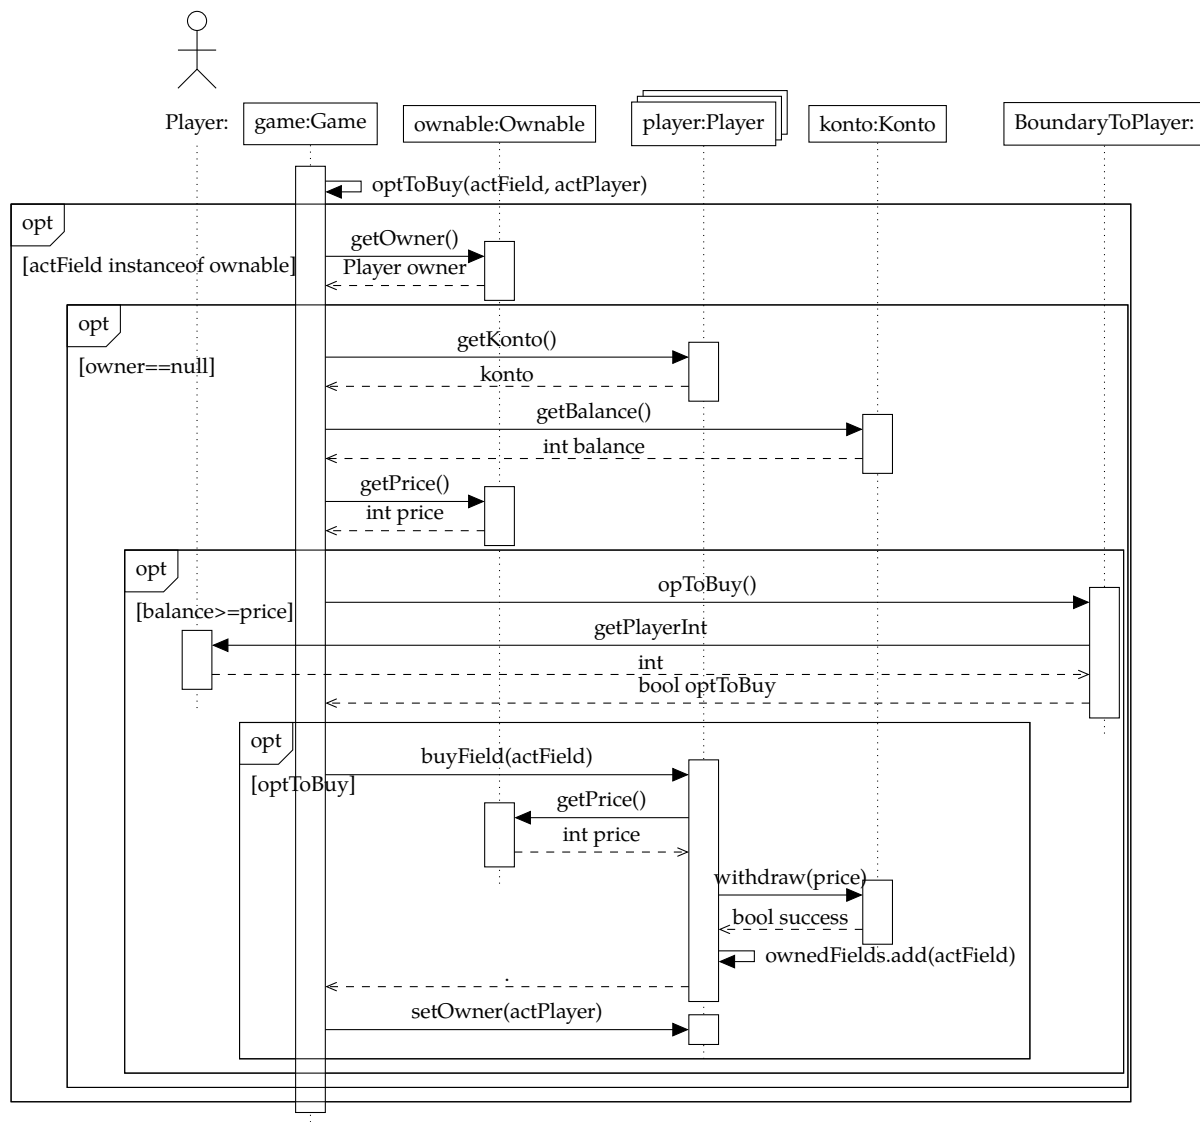 Player:
game:Game
ownable:Ownable
player:Player
konto:Konto
BoundaryToPlayer:
optToBuy(actField, actPlayer)
opt
getOwner()
[actField instanceof ownable]
Player owner
opt
getKonto()
[owner==null]
konto
getBalance()
int balance
getPrice()
int price
opt
opToBuy()
[balance>=price]
getPlayerInt
int
bool optToBuy
opt
buyField(actField)
[optToBuy]
getPrice()
int price
withdraw(price)
bool success
ownedFields.add(actField)
.
setOwner(actPlayer)